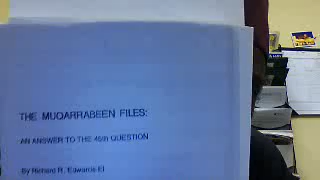 THE MUQARRABEEN FILES:
AN ANSWER TO THE 46th QUESTION
By Richard R. Edwards El